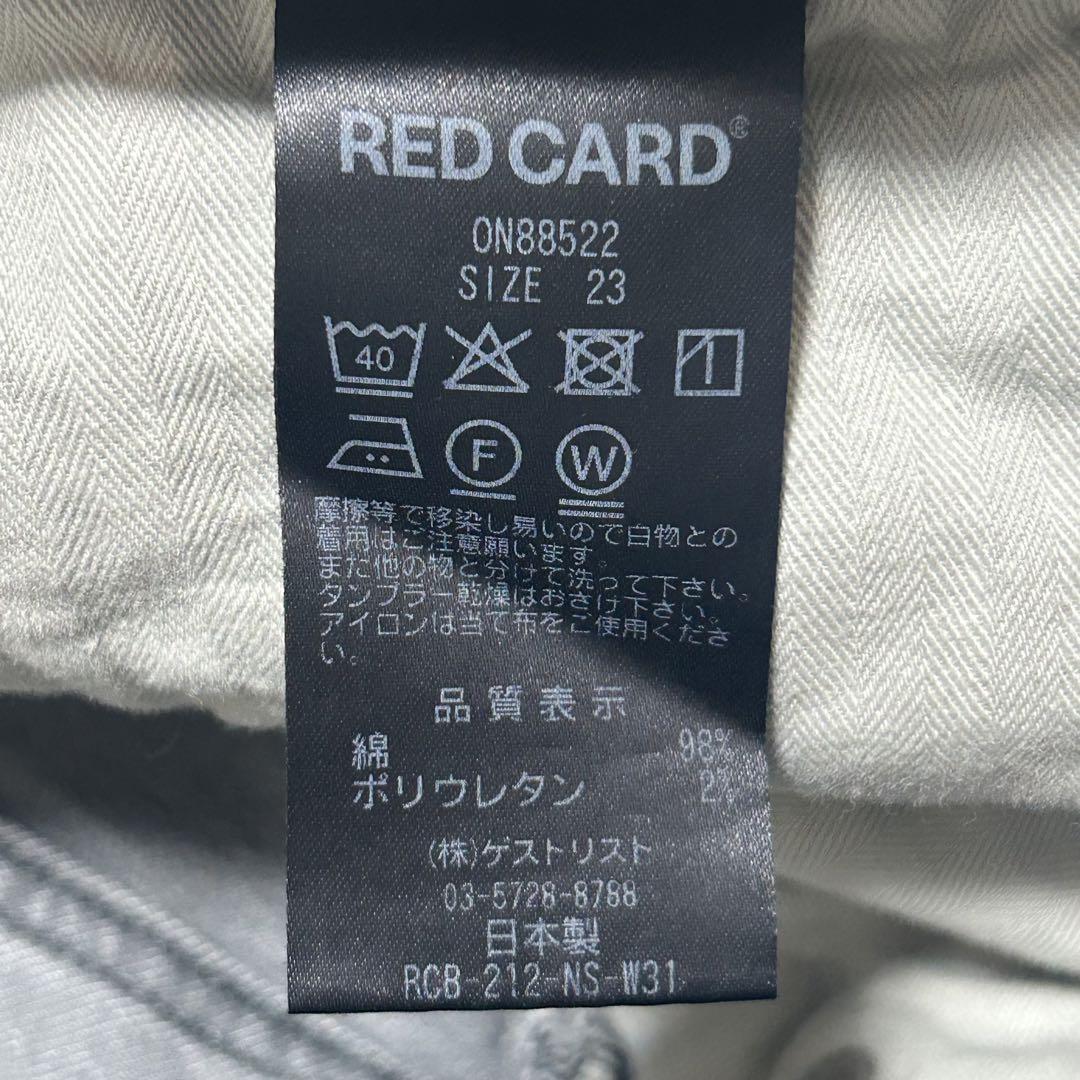 RED CARD®
ON88522
SIZE 23
40
F W
摩擦等で移染し易いので白物との
着用はご注意願います。
また他の物と分けて洗って下さい。
タンブラー乾燥はおさけ下さい。
アイロンは当て布をご使用くださ
い。
品質表示
綿 98%
ポリウレタン 2%
(株)ゲストリスト
03-5728-8788
日本製
RCB-212-NS-W31